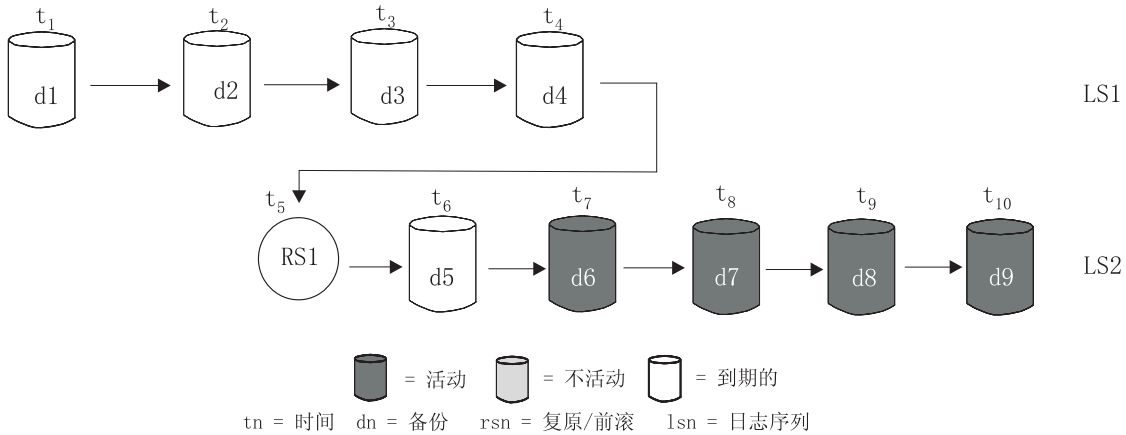 t1 t2 t3 t4
d1 d2 d3 d4 LS1
t5 t6 t7 t8 t9 t10
RS1 d5 d6 d7 d8 d9 LS2
= 活动 = 不活动 = 到期的
tn = 时间 dn = 备份 rsn = 复原/前滚 lsn = 日志序列